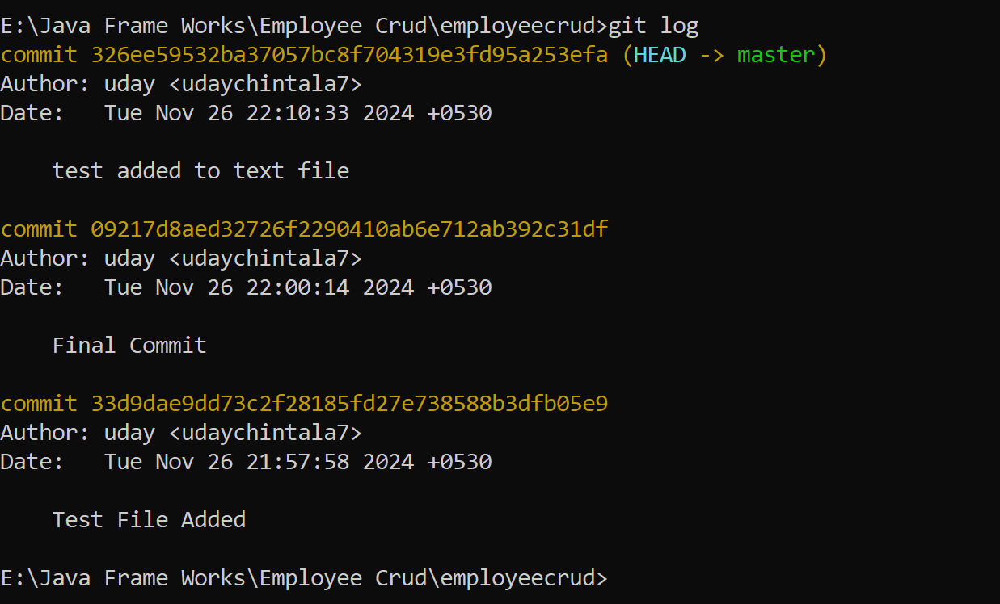 E:\Java Frame Works\Employee Crud\employeecrud>git log
commit 326ee59532ba37057bc8f704319e3fd95a253efa (HEAD -> master)
Author: uday <udaychintala7>
Date:   Tue Nov 26 22:10:33 2024 +0530
    test added to text file
commit 09217d8aed32726f2290410ab6e712ab392c31df
Author: uday <udaychintala7>
Date:   Tue Nov 26 22:00:14 2024 +0530
    Final Commit
commit 33d9dae9dd73c2f28185fd27e738588b3dfb05e9
Author: uday <udaychintala7>
Date:   Tue Nov 26 21:57:58 2024 +0530
    Test File Added
E:\Java Frame Works\Employee Crud\employeecrud>